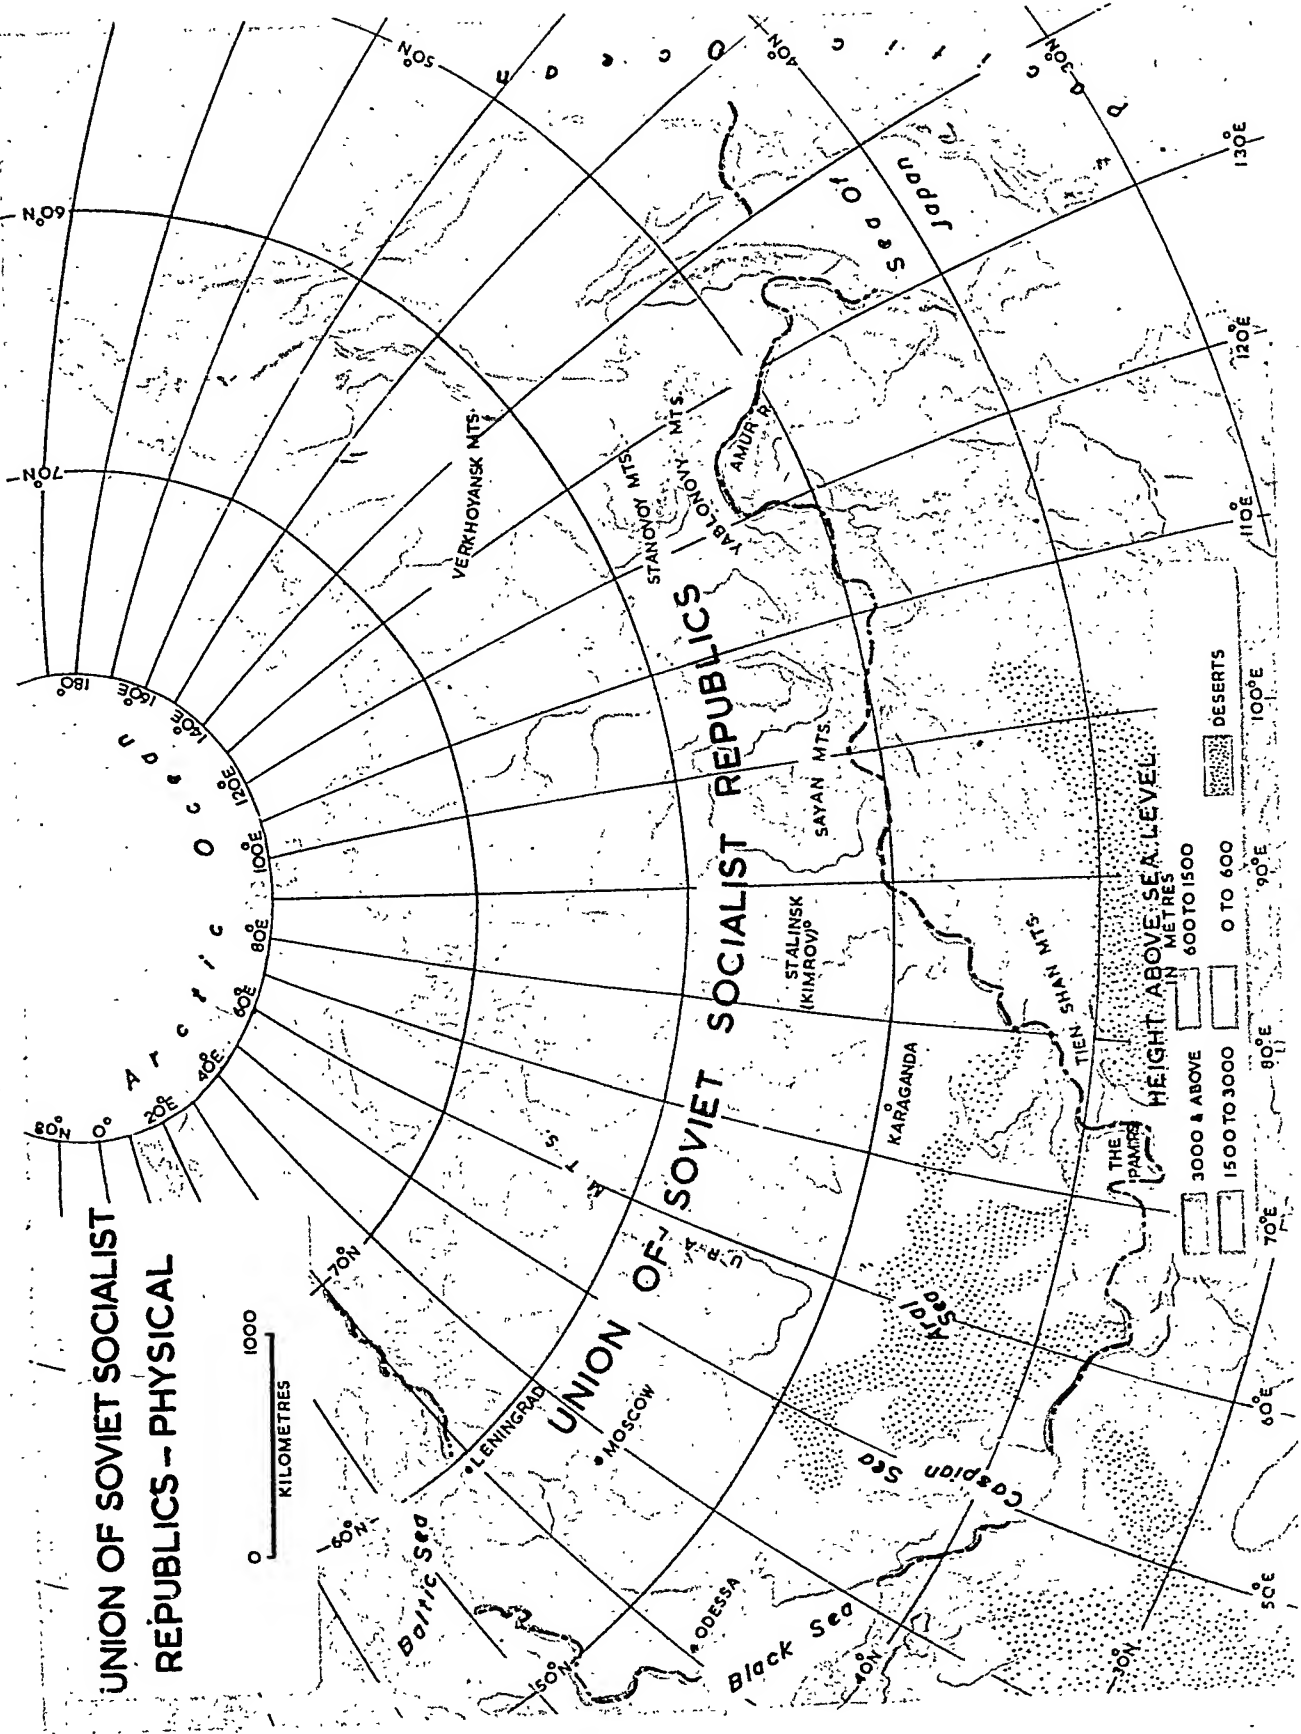 UNION OF SOVIET SOCIALIST
REPUBLICS – PHYSICAL
0 1000
KILOMETRES
Arctic Ocean
80°N
0°
20°E
40°E
60°E
80°E
100°E
120°E
140°E
160°E
180°
70°N
60°N
50°N
40°N
30°N
Pacific Ocean
Sea Of
Japan
VERKHOYANSK MTS.
STANOVOY MTS.
YABLONOVY MTS.
AMUR R.
SAYAN MTS.
STALINSK
(KIMROV)
KARAGANDA
TIEN SHAN MTS.
THE
PAMIRS
URAL MTS.
UNION OF SOVIET SOCIALIST REPUBLICS
LENINGRAD
MOSCOW
ODESSA
Baltic Sea
Black Sea
Caspian Sea
Aral
Sea
70°N
60°N
50°N
40°N
30°N
50°E
60°E
70°E
80°E
90°E
100°E
110°E
120°E
130°E
HEIGHT ABOVE SEA LEVEL
IN METRES
3000 & ABOVE
600 TO 1500
DESERTS
1500 TO 3000
0 TO 600